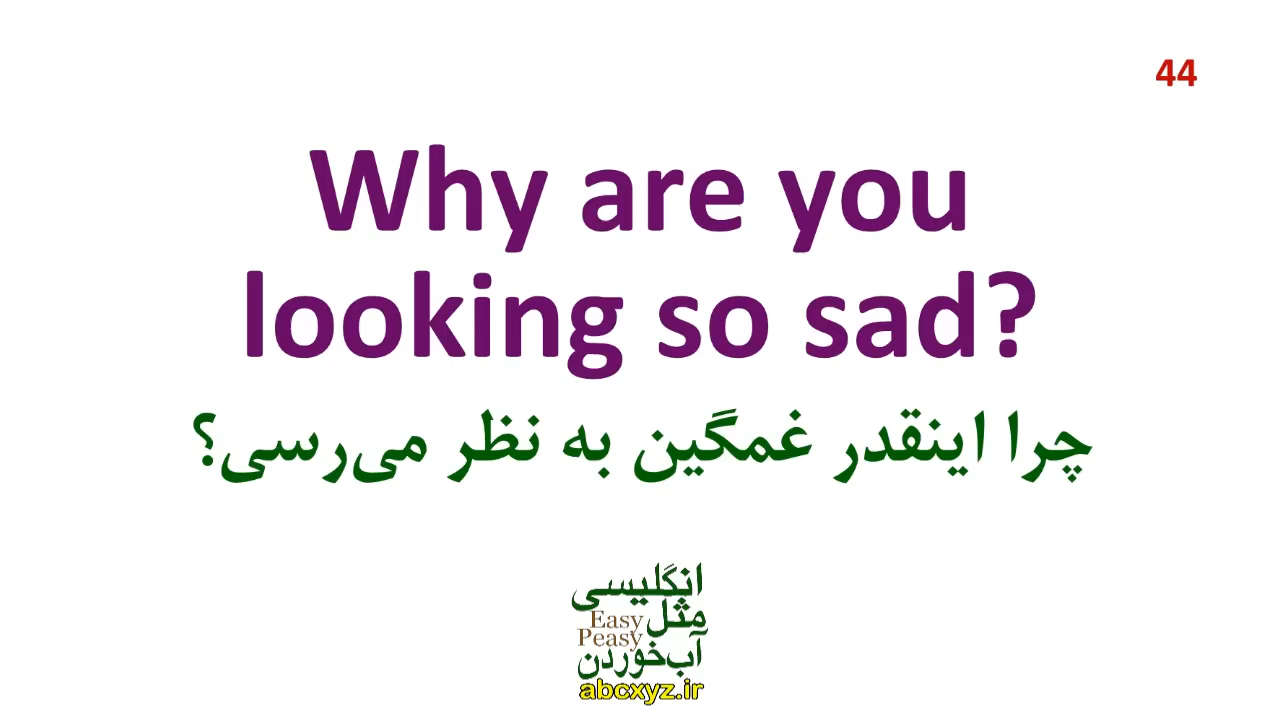 44
Why are you
looking so sad?
چرا اینقدر غمگین به نظر می‌رسی؟
انگلیسی
مثل
Easy
Peasy
آب‌خوردن
abcxyz.ir